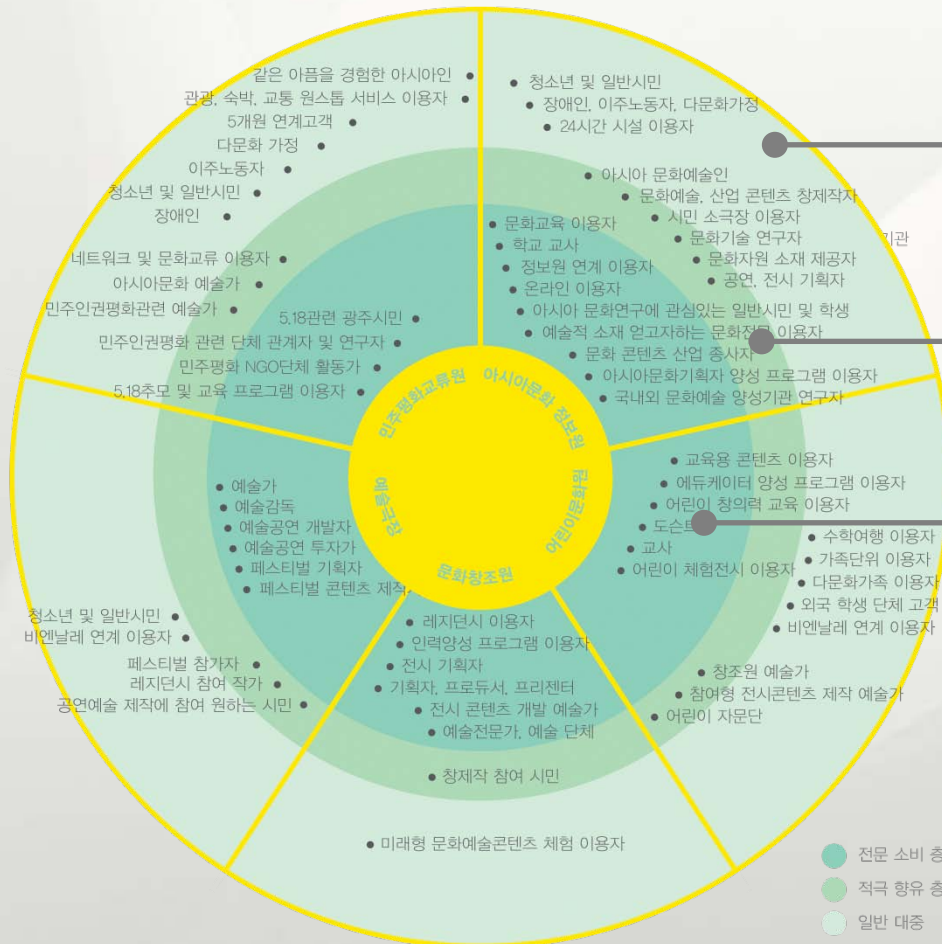 같은 아픔을 경험한 아시아인
관광, 숙박, 교통 원스톱 서비스 이용자
5개원 연계고객
다문화 가정
이주노동자
청소년 및 일반시민
장애인
네트워크 및 문화교류 이용자
아시아문화 예술가
민주인권평화관련 예술가
5.18관련 광주시민
민주인권평화 관련 단체 관계자 및 연구자
민주평화 NGO단체 활동가
5.18추모 및 교육 프로그램 이용자
청소년 및 일반시민
장애인, 이주노동자, 다문화가정
24시간 시설 이용자
아시아 문화예술인
문화예술, 산업 콘텐츠 창제작자
시민 소극장 이용자
문화기술 연구자
기관
문화자원 소재 제공자
공연, 전시 기획자
문화교육 이용자
학교 교사
정보원 연계 이용자
온라인 이용자
아시아 문화연구에 관심있는 일반시민 및 학생
예술적 소재 얻고자하는 문화전문 이용자
문화 콘텐츠 산업 종사자
아시아문화기획자 양성 프로그램 이용자
국내외 문화예술 양성기관 연구자
민주평화교류원
아시아문화 정보원
어린이문화원
문화창조원
예술극장
교육용 콘텐츠 이용자
에듀케이터 양성 프로그램 이용자
어린이 창의력 교육 이용자
도슨트
교사
어린이 체험전시 이용자
수학여행 이용자
가족단위 이용자
다문화가족 이용자
외국 학생 단체 고객
비엔날레 연계 이용자
창조원 예술가
참여형 전시콘텐츠 제작 예술가
어린이 자문단
예술가
예술감독
예술공연 개발자
예술공연 투자가
페스티벌 기획자
페스티벌 콘텐츠 제작
청소년 및 일반시민
비엔날레 연계 이용자
페스티벌 참가자
레지던시 참여 작가
공연예술 제작에 참여 원하는 시민
레지던시 이용자
인력양성 프로그램 이용자
전시 기획자
기획자, 프로듀서, 프리젠터
전시 콘텐츠 개발 예술가
예술전문가, 예술 단체
창제작 참여 시민
미래형 문화예술콘텐츠 체험 이용자
전문 소비 층
적극 향유 층
일반 대중